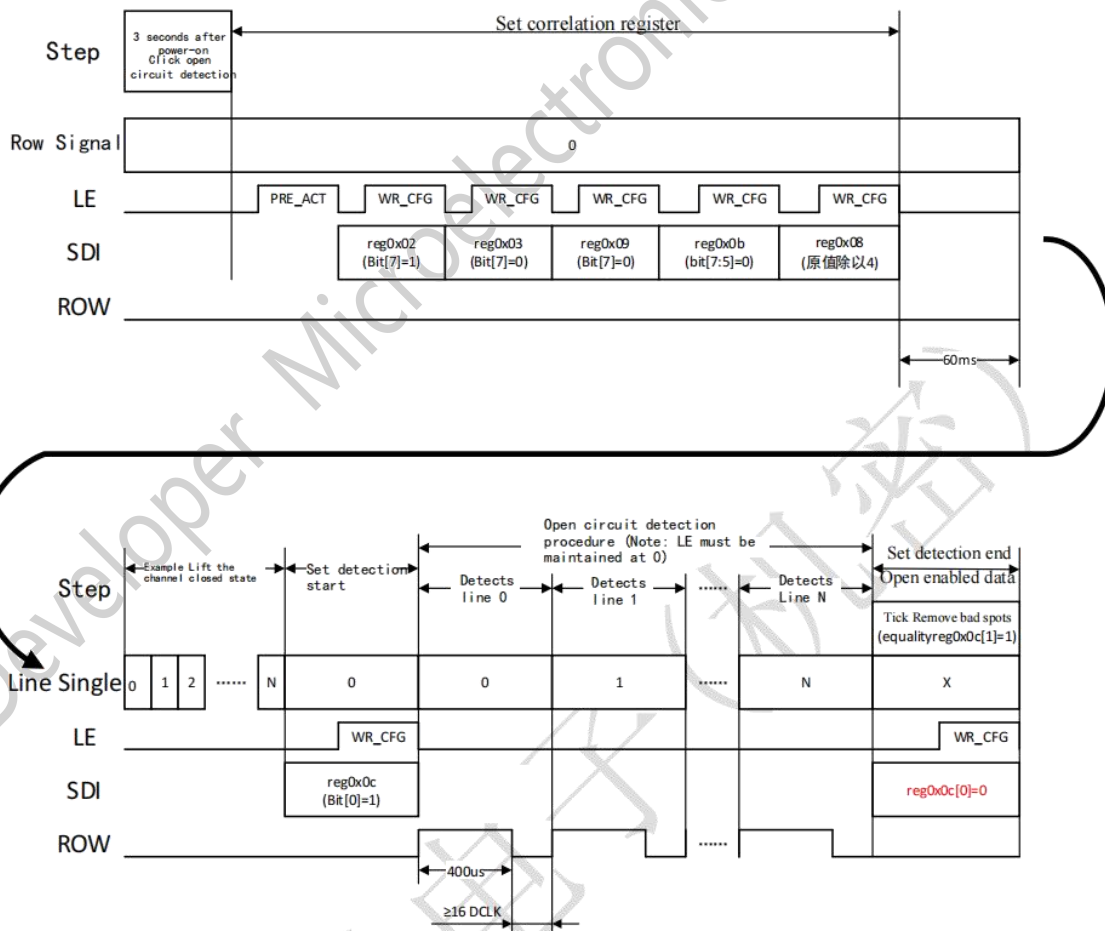 Step
3 seconds after
power-on
Click open
circuit detection
Set correlation register
Row Signal
0
LE
PRE_ACT
WR_CFG
WR_CFG
WR_CFG
WR_CFG
WR_CFG
SDI
reg0x02
(Bit[7]=1)
reg0x03
(Bit[7]=0)
reg0x09
(Bit[7]=0)
reg0x0b
(bit[7:5]=0)
reg0x08
(原值除以4)
ROW
60ms
Step
Example Lift the
channel closed state
Set detection
start
Open circuit detection
procedure (Note: LE must be
maintained at 0)
Detects
line 0
Detects
line 1
......
Detects
Line N
Set detection end
Open enabled data
Tick Remove bad spots
(equalityreg0x0c[1]=1)
Line Single
0
1
2
......
N
0
0
1
......
N
X
LE
WR_CFG
WR_CFG
SDI
reg0x0c
(Bit[0]=1)
reg0x0c[0]=0
ROW
......
400us
≥16 DCLK
Developer Microelectronic
电子(机密)